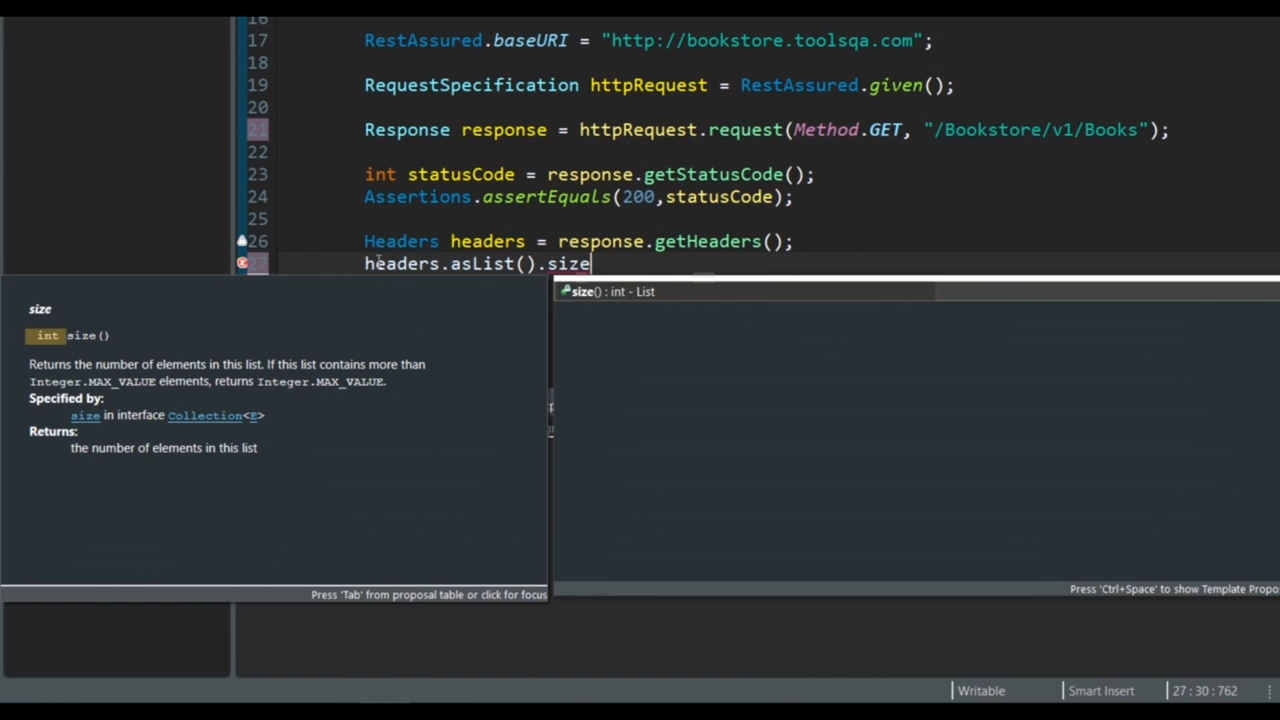 16
17 RestAssured.baseURI = "http://bookstore.toolsqa.com";
18
19 RequestSpecification httpRequest = RestAssured.given();
20
21 Response response = httpRequest.request(Method.GET, "/Bookstore/v1/Books");
22
23 int statusCode = response.getStatusCode();
24 Assertions.assertEquals(200,statusCode);
25
26 Headers headers = response.getHeaders();
27 headers.asList().size
size() : int - List
size
int size()
Returns the number of elements in this list. If this list contains more than
Integer.MAX_VALUE elements, returns Integer.MAX_VALUE.
Specified by:
size in interface Collection<E>
Returns:
the number of elements in this list
Press 'Tab' from proposal table or click for focus
Press 'Ctrl+Space' to show Template Propo
Writable
Smart Insert
27 : 30 : 762